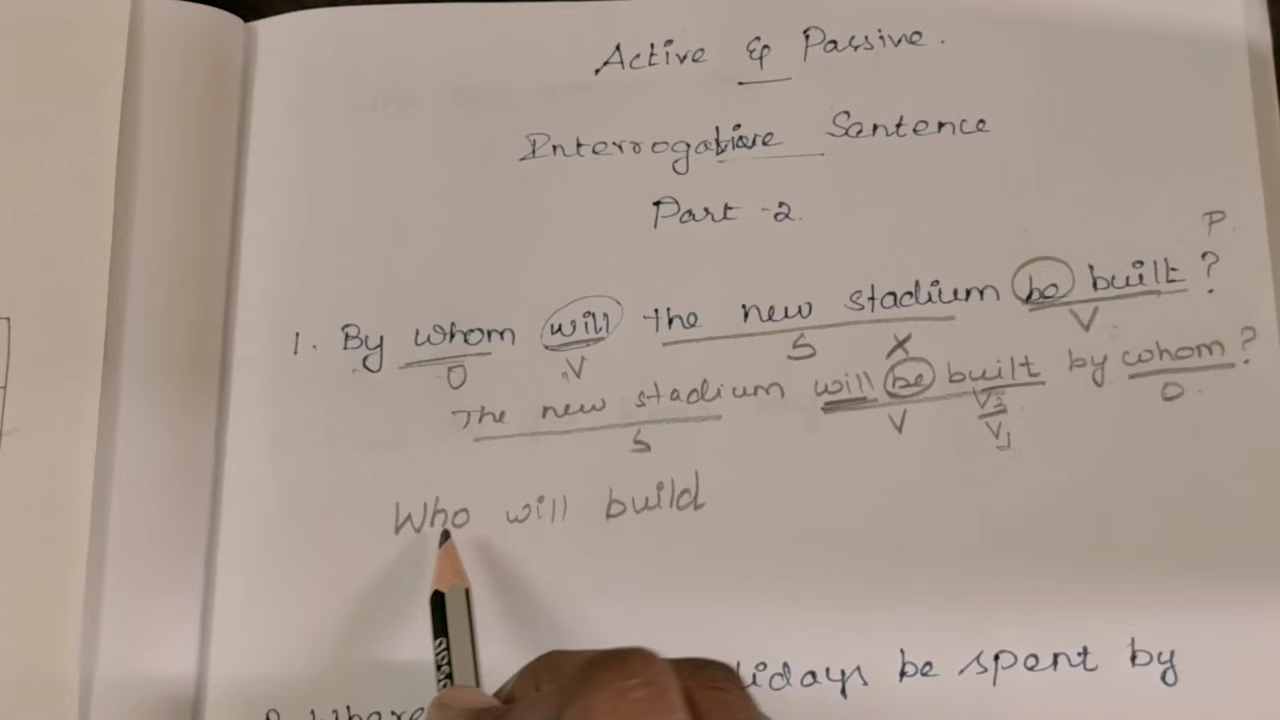 Active & Passive.
Interrogative Sentence
Part -2.
P.
1. By whom will the new stadium be built?
O V S X V
The new stadium will be built by whom?
S V V3 O
V1
Who will build
be spent by